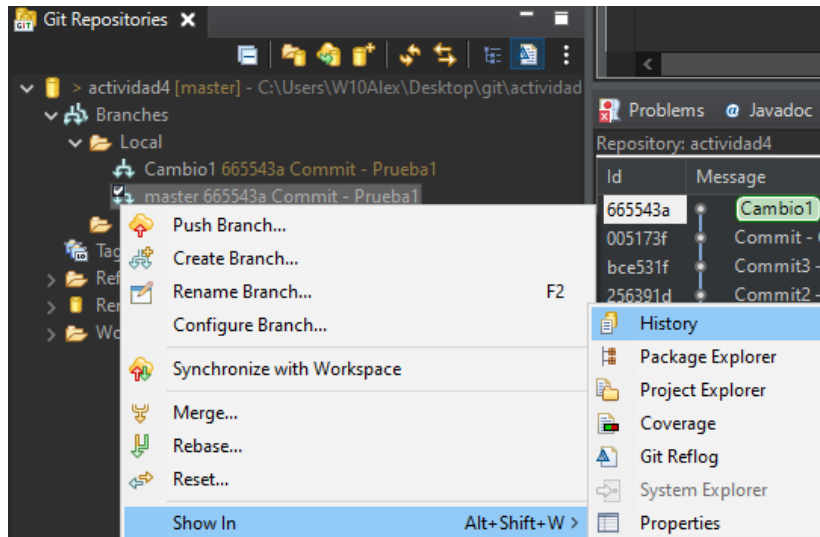 Git Repositories
> actividad4 [master] - C:\Users\W10Alex\Desktop\git\actividad
Branches
Local
Cambio1 665543a Commit - Prueba1
master 665543a Commit - Prueba1
Tag
Ref
Wo
Push Branch...
Create Branch...
Rename Branch... F2
Configure Branch...
Synchronize with Workspace
Merge...
Rebase...
Reset...
Show In Alt+Shift+W >
Problems @ Javadoc
Repository: actividad4
Id Message
665543a Cambio1
005173f Commit -
bce531f Commit3 -
256391d Commit2 -
History
Package Explorer
Project Explorer
Coverage
Git Reflog
System Explorer
Properties